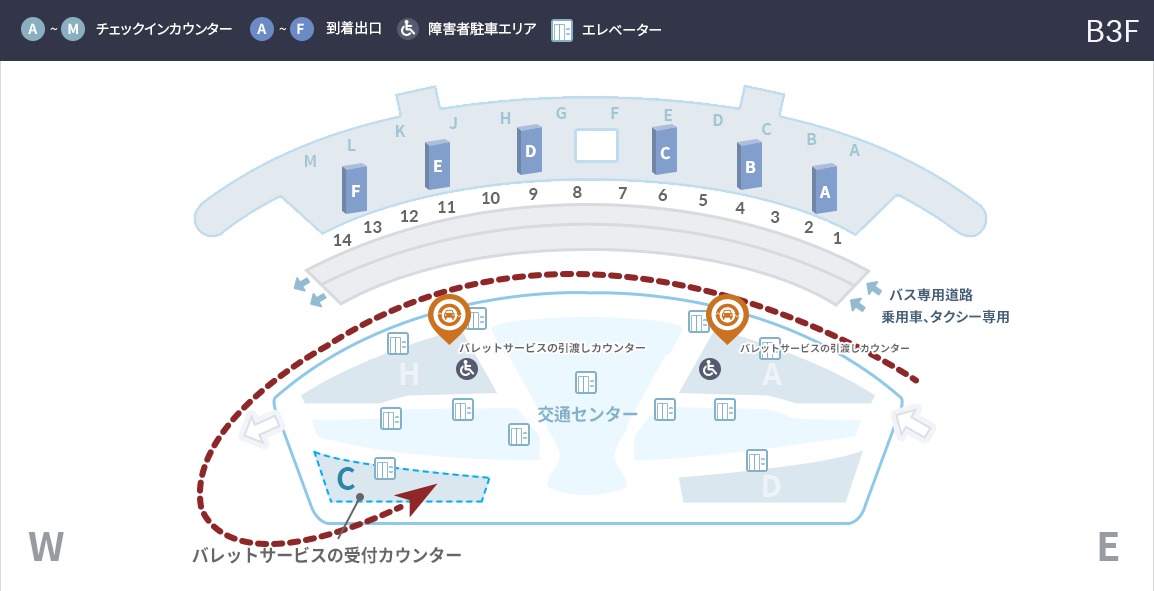 A ~ M チェックインカウンター A ~ F 到着出口 障害者駐車エリア エレベーター B3F
M L K J H G F E D C B A
F E D C B A
14 13 12 11 10 9 8 7 6 5 4 3 2 1
バス専用道路
乗用車、タクシー専用
バレットサービスの引渡しカウンター
バレットサービスの引渡しカウンター
H
A
交通センター
C
D
W
バレットサービスの受付カウンター
E